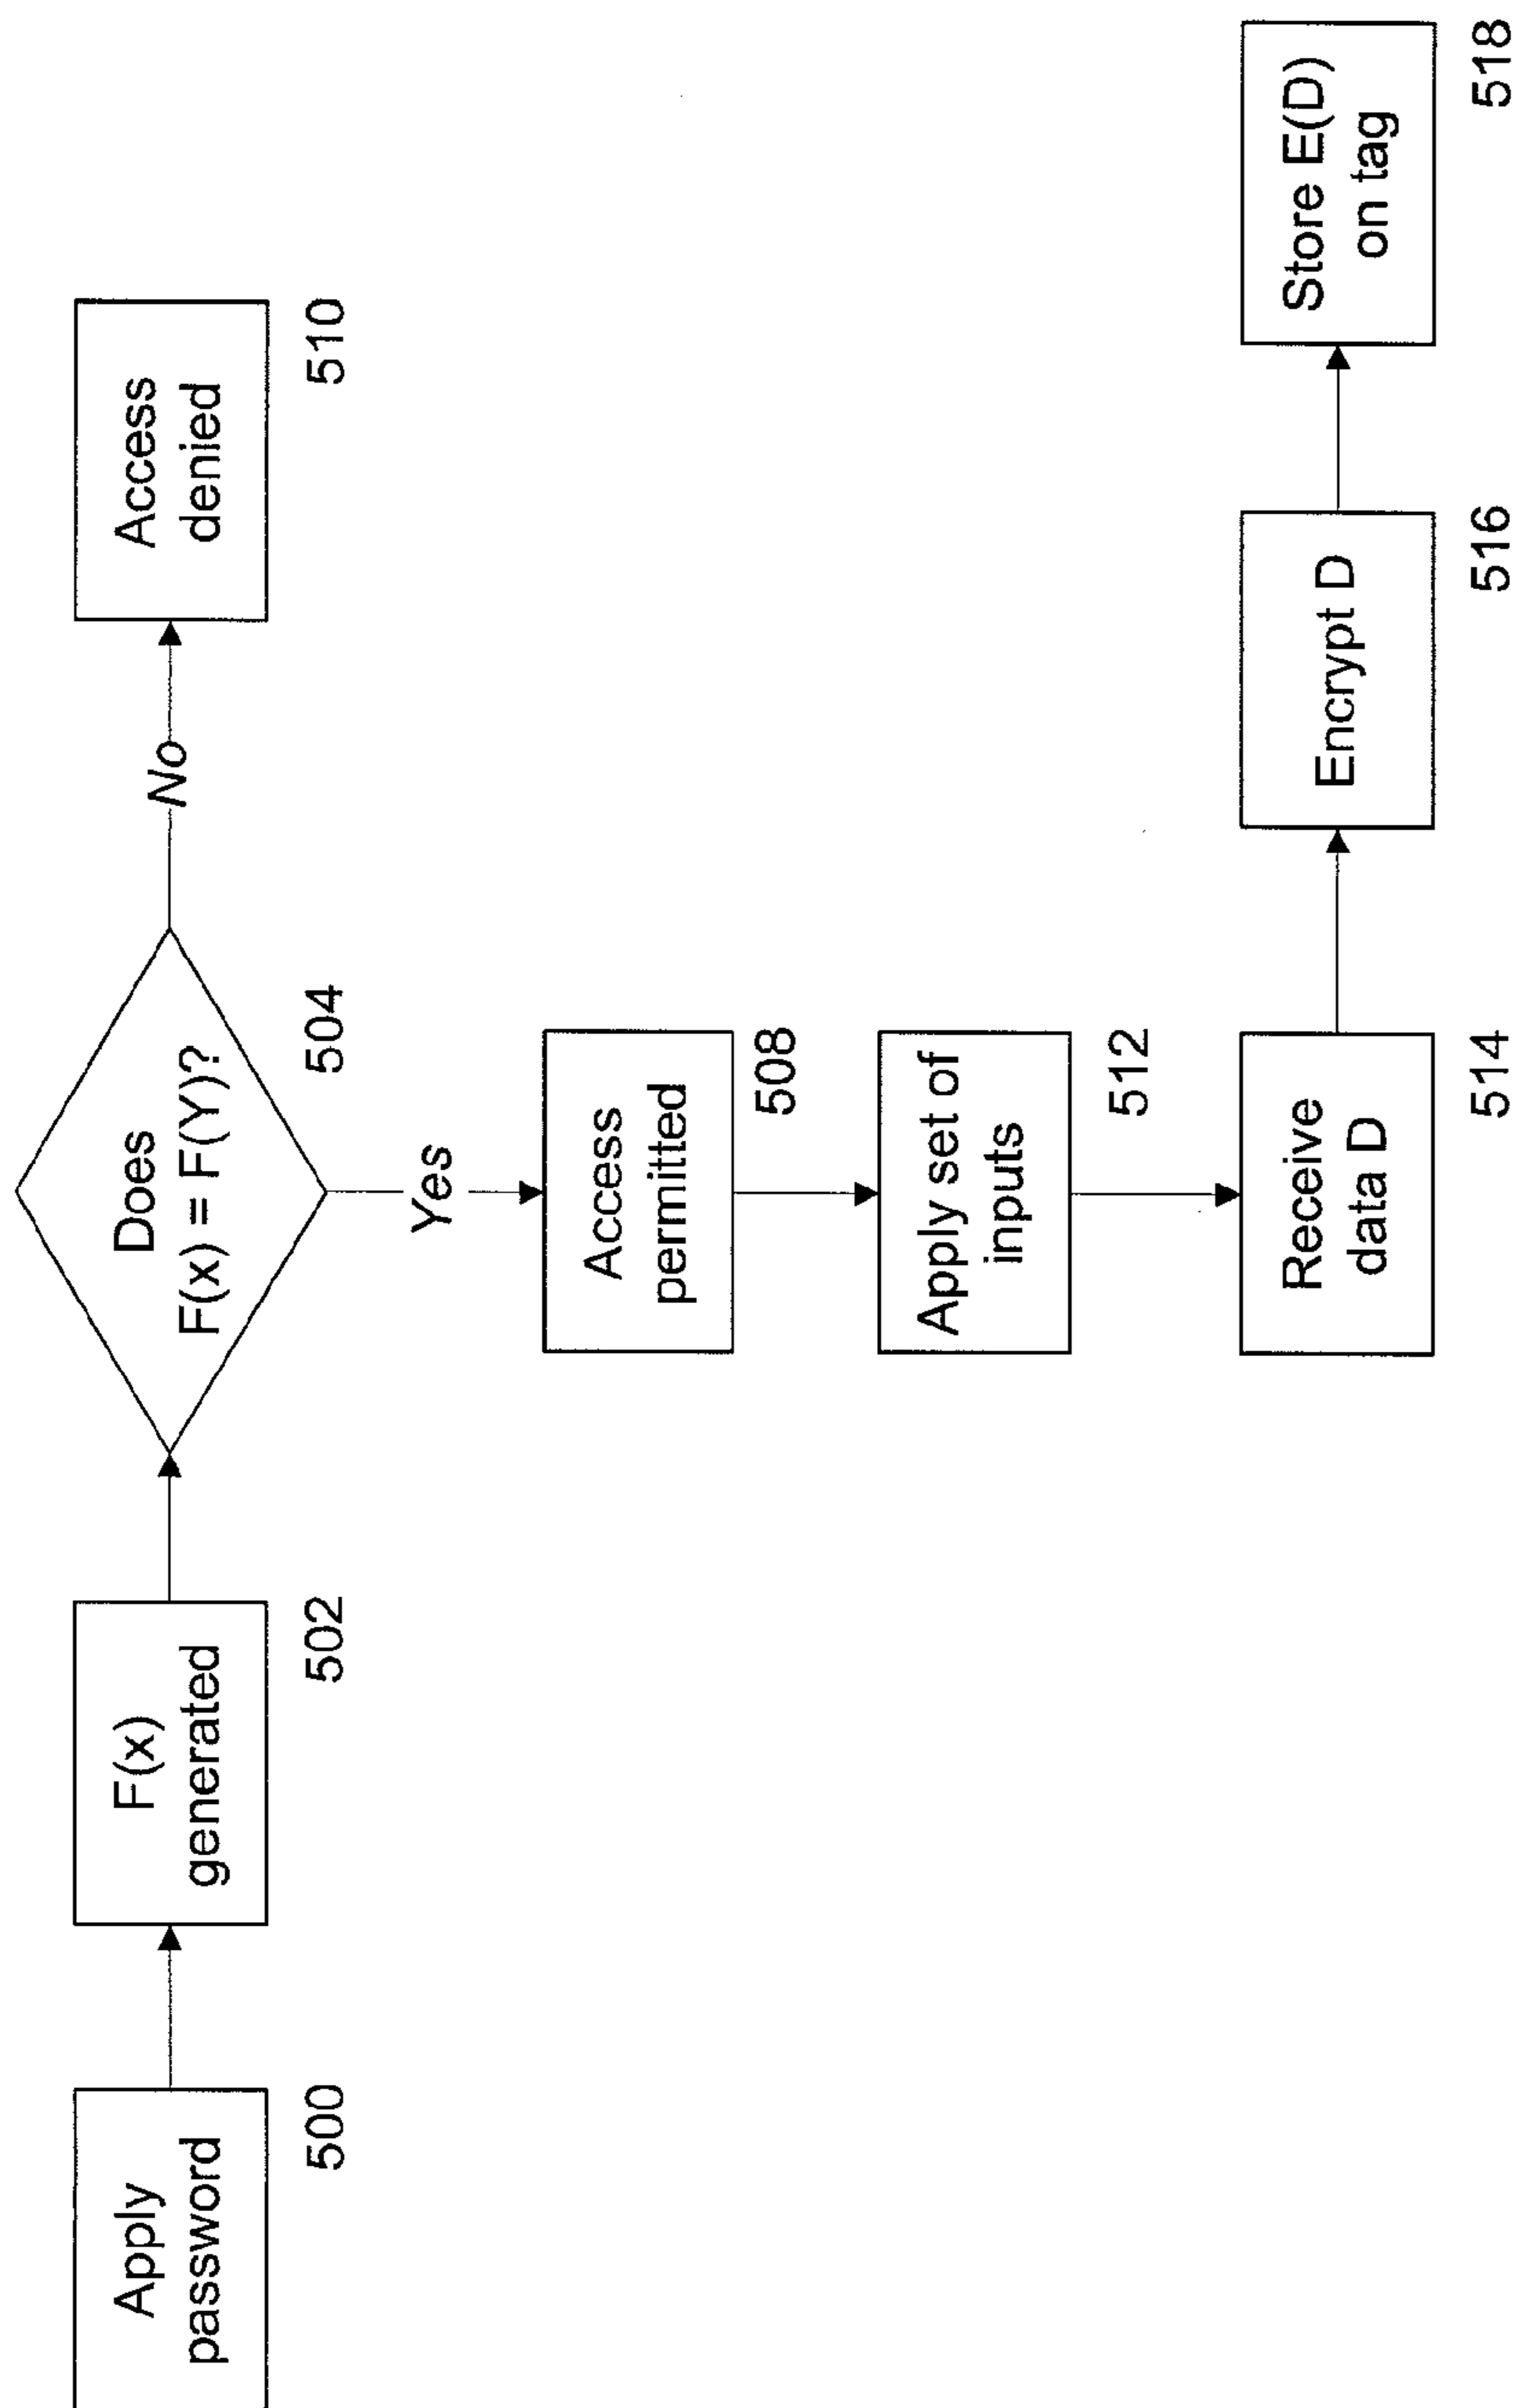 Apply
password
500
F(x)
generated
502
Does
F(x) = F(Y)?
504
No
Access
denied
510
Yes
Access
permitted
508
Apply set of
inputs
512
Receive
data D
514
Encrypt D
516
Store E(D)
on tag
518